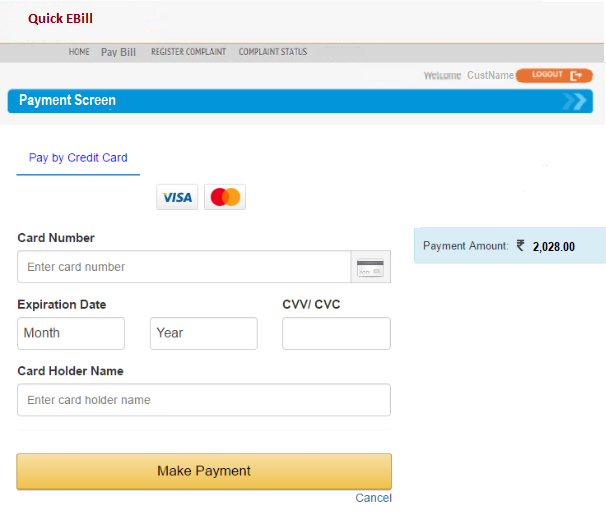 Quick EBill
HOME Pay Bill REGISTER COMPLAINT COMPLAINT STATUS
Welcome CustName LOGOUT
Payment Screen
Pay by Credit Card
VISA
Card Number
Payment Amount: ₹ 2,028.00
Enter card number
Expiration Date CVV/ CVC
Month Year
Card Holder Name
Enter card holder name
Make Payment
Cancel